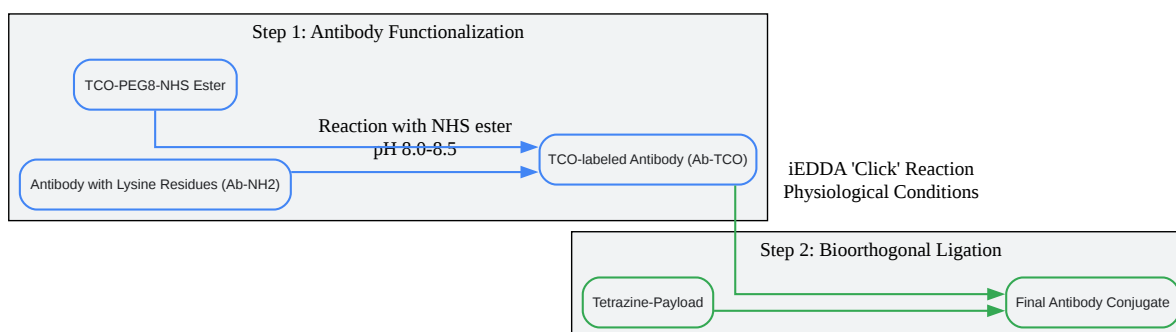 Step 1: Antibody Functionalization
TCO-PEG8-NHS Ester
Reaction with NHS ester
pH 8.0-8.5
TCO-labeled Antibody (Ab-TCO)
Antibody with Lysine Residues (Ab-NH2)
iEDDA 'Click' Reaction
Physiological Conditions
Step 2: Bioorthogonal Ligation
Tetrazine-Payload
Final Antibody Conjugate